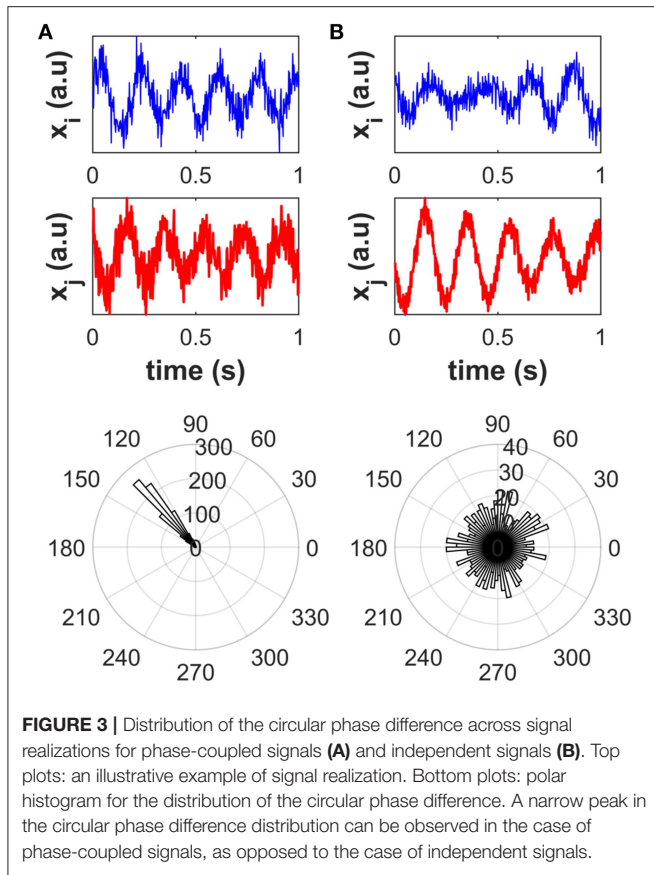 A
B
x_i (a.u)
x_i (a.u)
0 0.5 1
0 0.5 1
x_j (a.u)
x_j (a.u)
0 0.5 1
0 0.5 1
time (s)
time (s)
90
120 60
300
150 30
200
100
180 0 0
210 330
240 300
270
90
120 60
40
150 30
30
20
180 0 0
210 330
240 300
270
FIGURE 3 | Distribution of the circular phase difference across signal
realizations for phase-coupled signals (A) and independent signals (B). Top
plots: an illustrative example of signal realization. Bottom plots: polar
histogram for the distribution of the circular phase difference. A narrow peak in
the circular phase difference distribution can be observed in the case of
phase-coupled signals, as opposed to the case of independent signals.